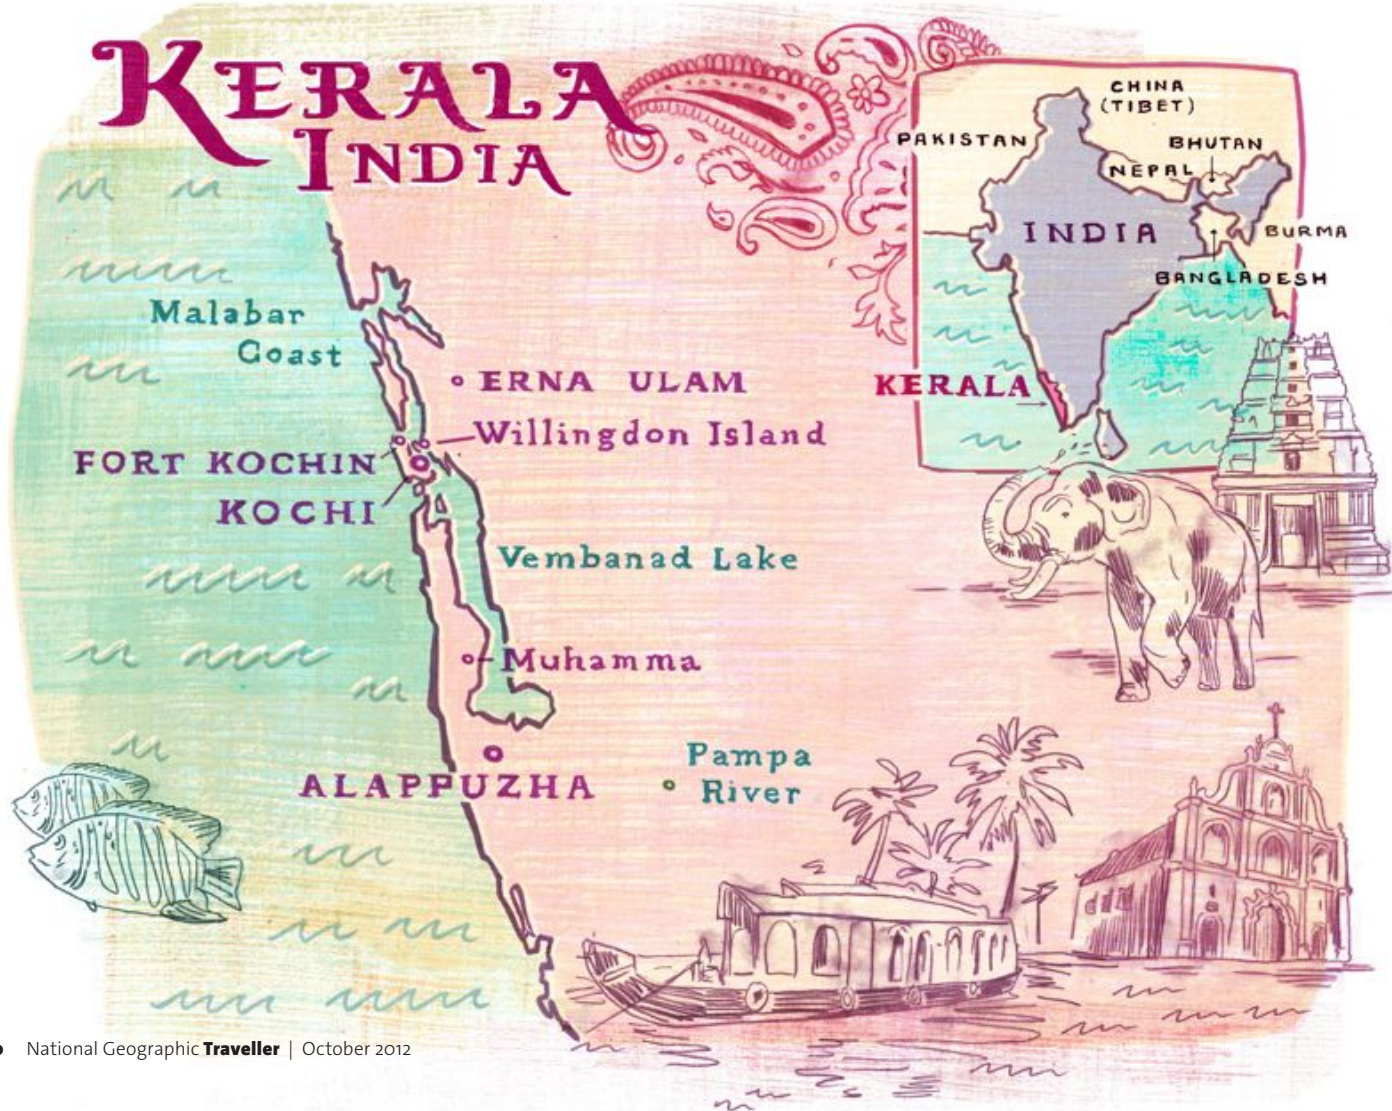 KERALA
INDIA
CHINA
(TIBET)
PAKISTAN
BHUTAN
NEPAL
INDIA
BURMA
BANGLADESH
KERALA
Malabar
Coast
ERNA ULAM
Willingdon Island
FORT KOCHIN
KOCHI
Vembanad Lake
Muhamma
Pampa
River
ALAPPUZHA
National Geographic Traveller | October 2012